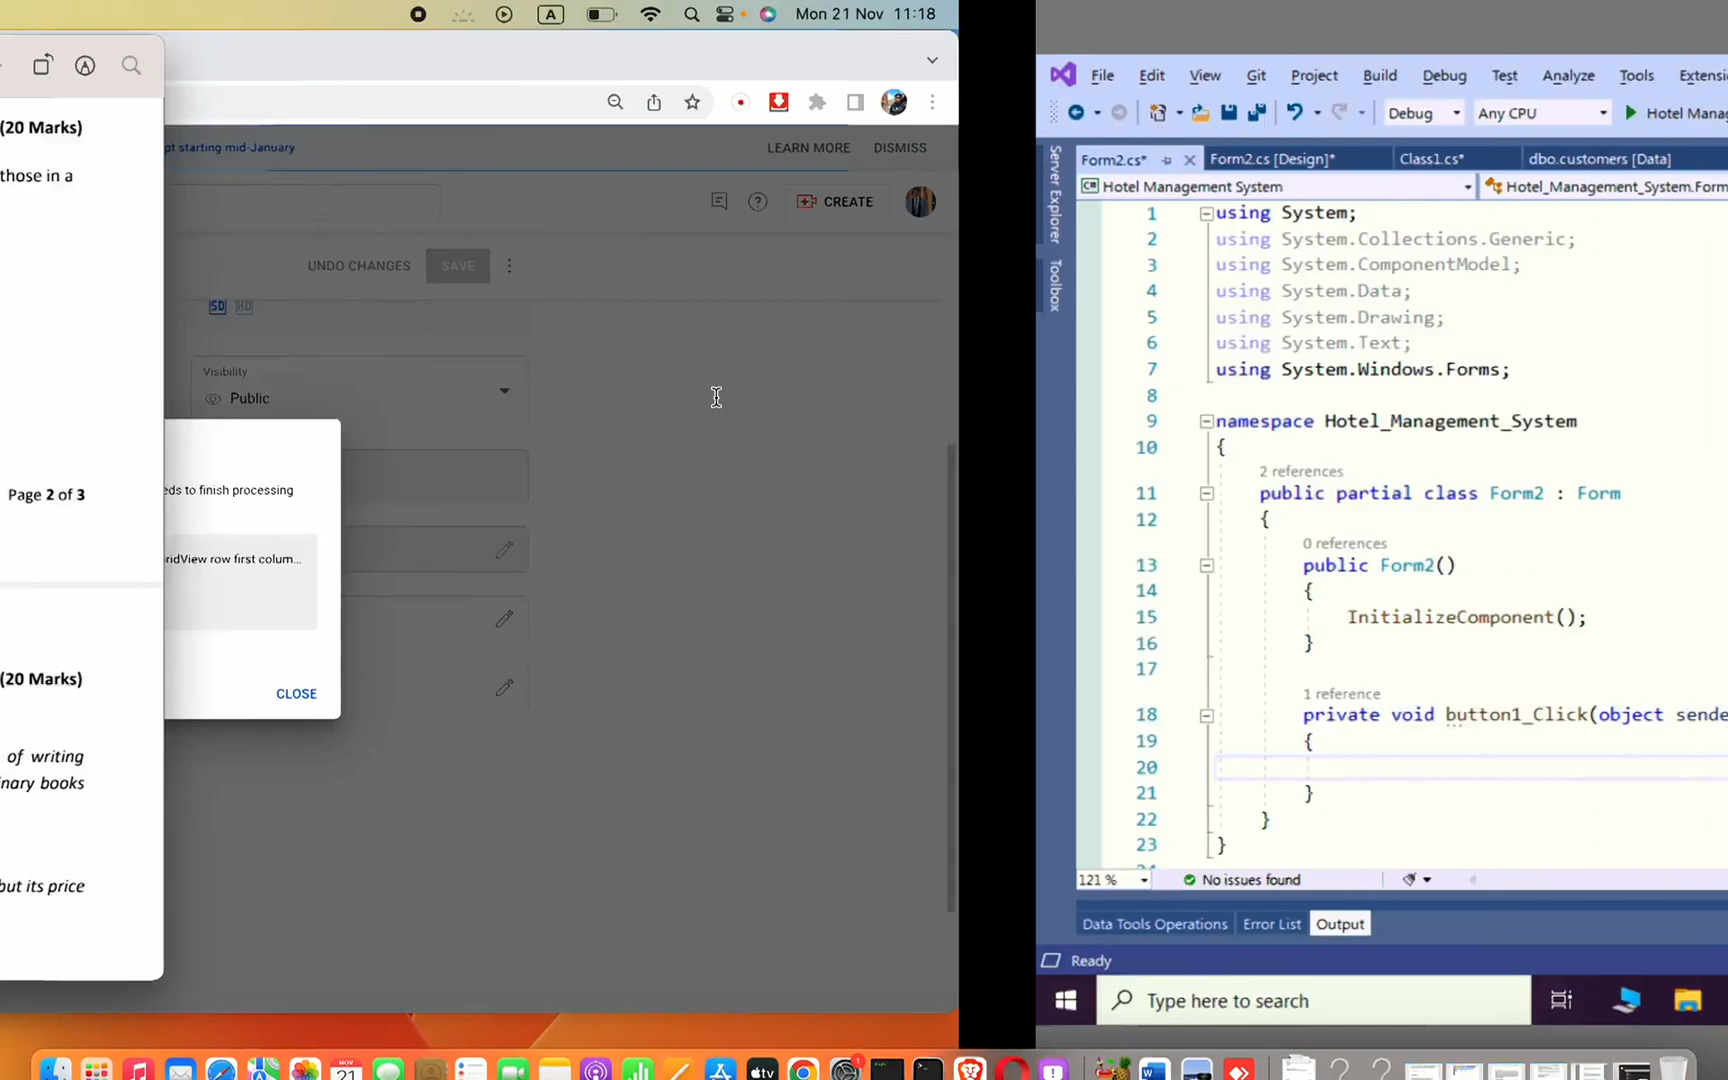 Mon 21 Nov 11:18
A
(20 Marks)
those in a
Page 2 of 3
(20 Marks)
of writing
inary books
but its price
pt starting mid-January
LEARN MORE
DISMISS
CREATE
UNDO CHANGES
SAVE
SD
HD
Visibility
Public
eds to finish processing
ridView row first colum...
CLOSE
NOV
21
tv
1
W
File Edit View Git Project Build Debug Test Analyze Tools Extensi
Debug
Any CPU
Hotel Mana
Server Explorer
Toolbox
Form2.cs*
Form2.cs [Design]*
Class1.cs*
dbo.customers [Data]
C# Hotel Management System
Hotel_Management_System.Form
1 using System;
2 using System.Collections.Generic;
3 using System.ComponentModel;
4 using System.Data;
5 using System.Drawing;
6 using System.Text;
7 using System.Windows.Forms;
8
9 namespace Hotel_Management_System
10 {
2 references
11 public partial class Form2 : Form
12 {
0 references
13 public Form2()
14 {
15 InitializeComponent();
16 }
17
1 reference
18 private void button1_Click(object sende
19 {
20
21 }
22 }
23 }
121 %
No issues found
Data Tools Operations
Error List
Output
Ready
Type here to search